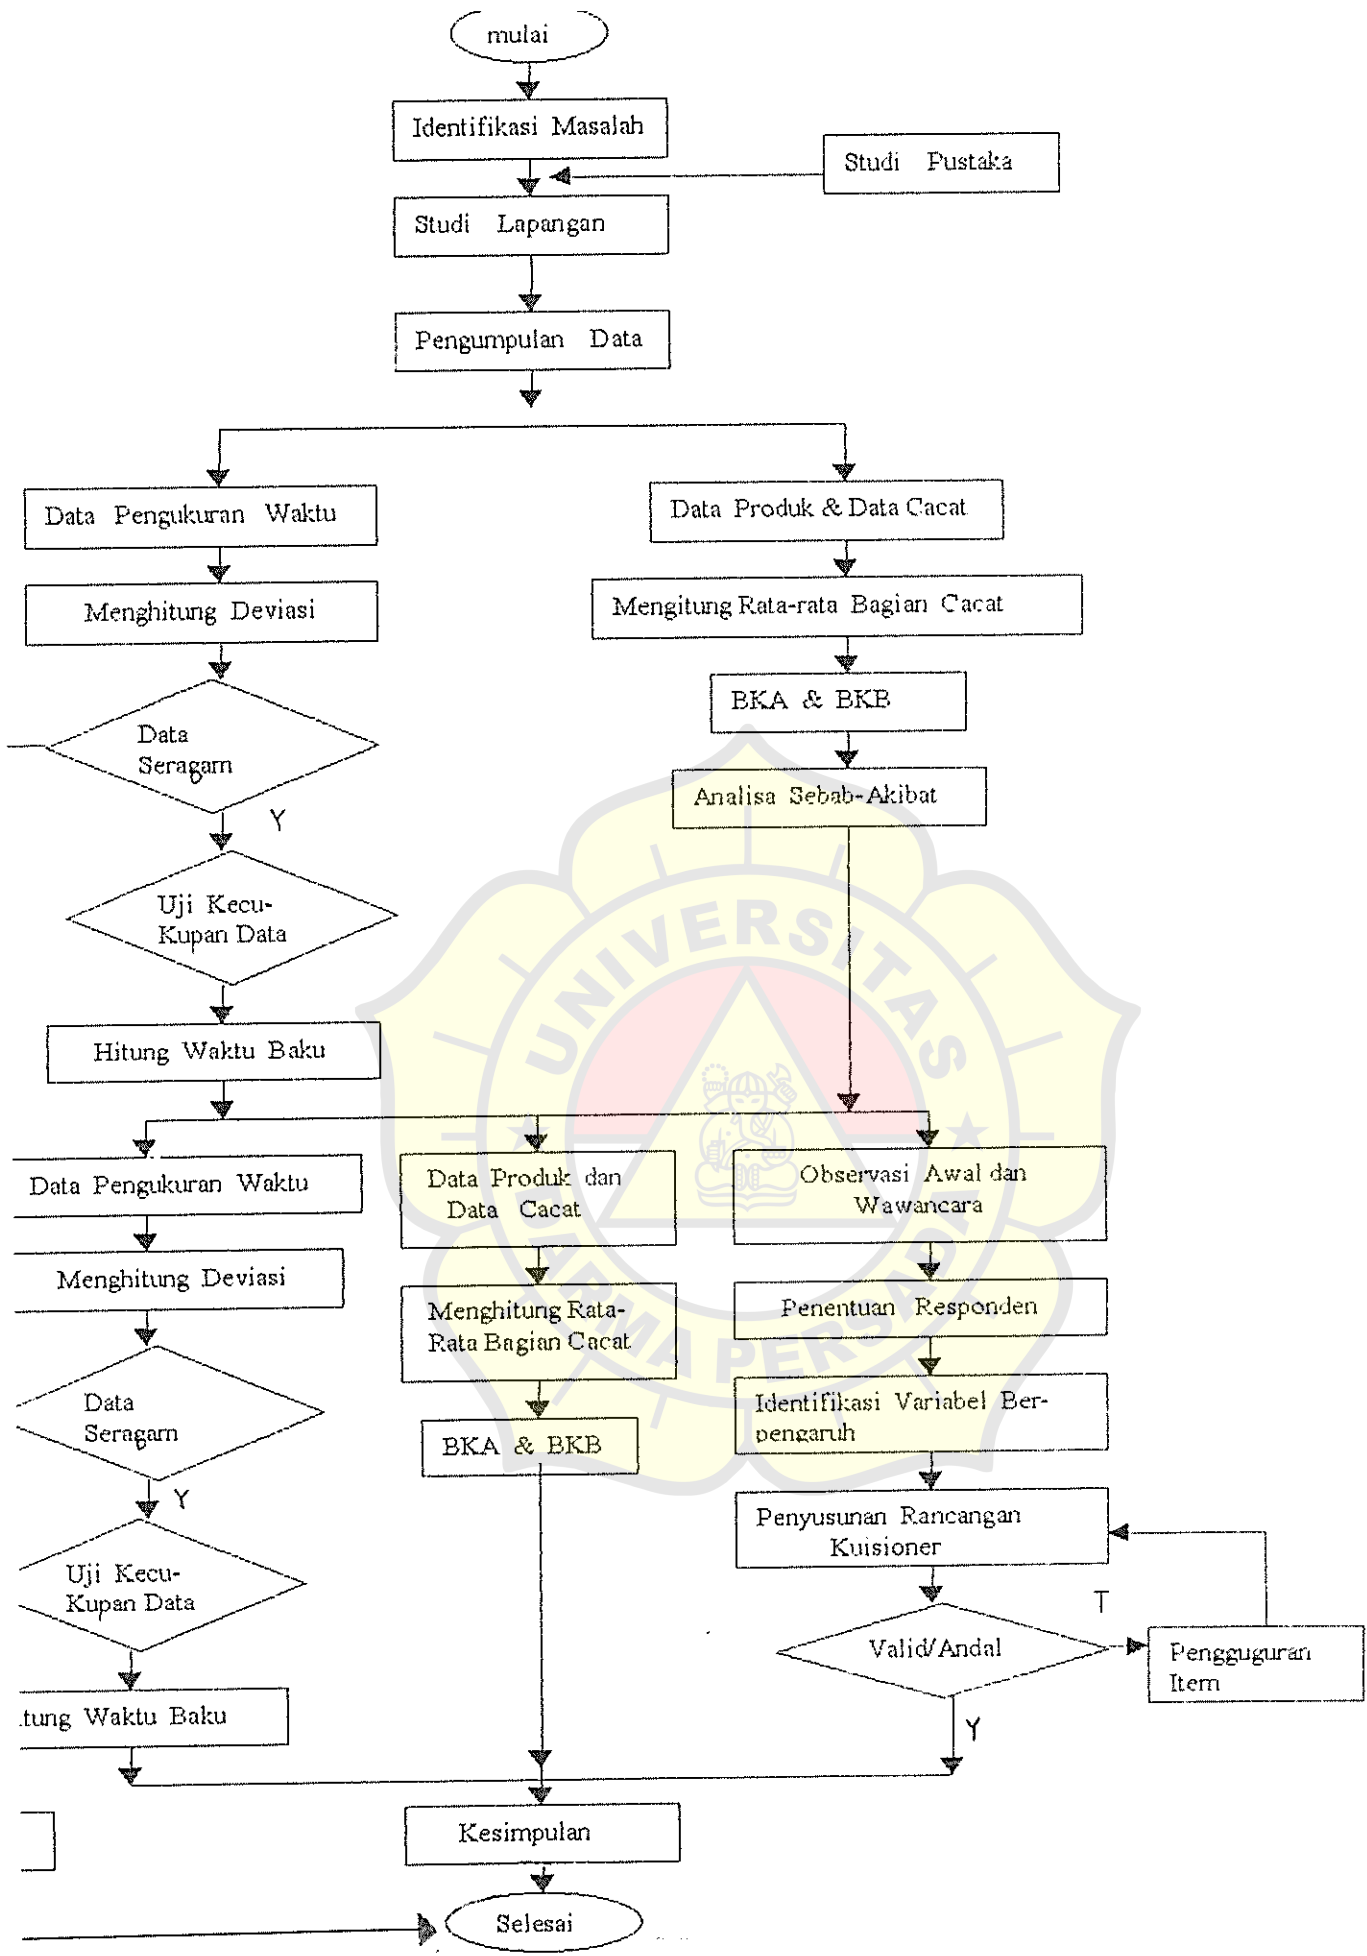 mulai
Identifikasi Masalah
Studi Pustaka
Studi Lapangan
Pengumpulan Data
Data Pengukuran Waktu
Data Produk & Data Cacat
Menghitung Deviasi
Mengitung Rata-rata Bagian Cacat
BKA & BKB
Data
Seragam
Y
Analisa Sebab-Akibat
Uji Kecu-
Kupan Data
Hitung Waktu Baku
UNIVERSITAS
DARMA PERSADA
Data Pengukuran Waktu
Data Produk dan
Data Cacat
Observasi Awal dan
Wawancara
Menghitung Deviasi
Menghitung Rata-
Rata Bagian Cacat
Penentuan Responden
Data
Seragam
Y
BKA & BKB
Identifikasi Variabel Ber-
pengaruh
Penyusunan Rancangan
Kuisioner
Uji Kecu-
Kupan Data
Valid/Andal
T
Pengguguran
Item
Y
tung Waktu Baku
Kesimpulan
Selesai